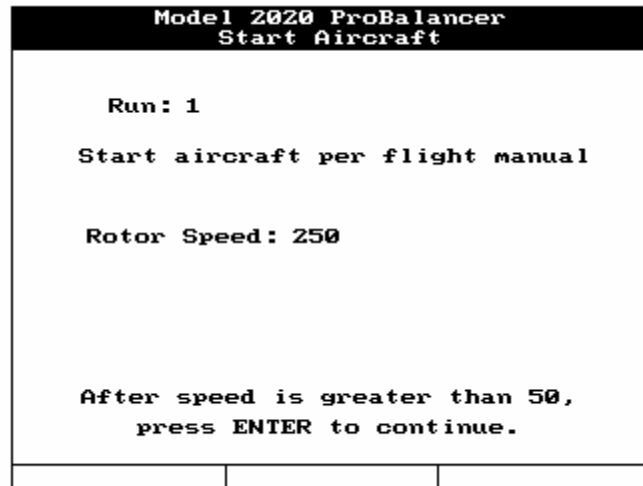 Model 2020 ProBalancer
Start Aircraft
Run: 1
Start aircraft per flight manual
Rotor Speed: 250
After speed is greater than 50,
press ENTER to continue.